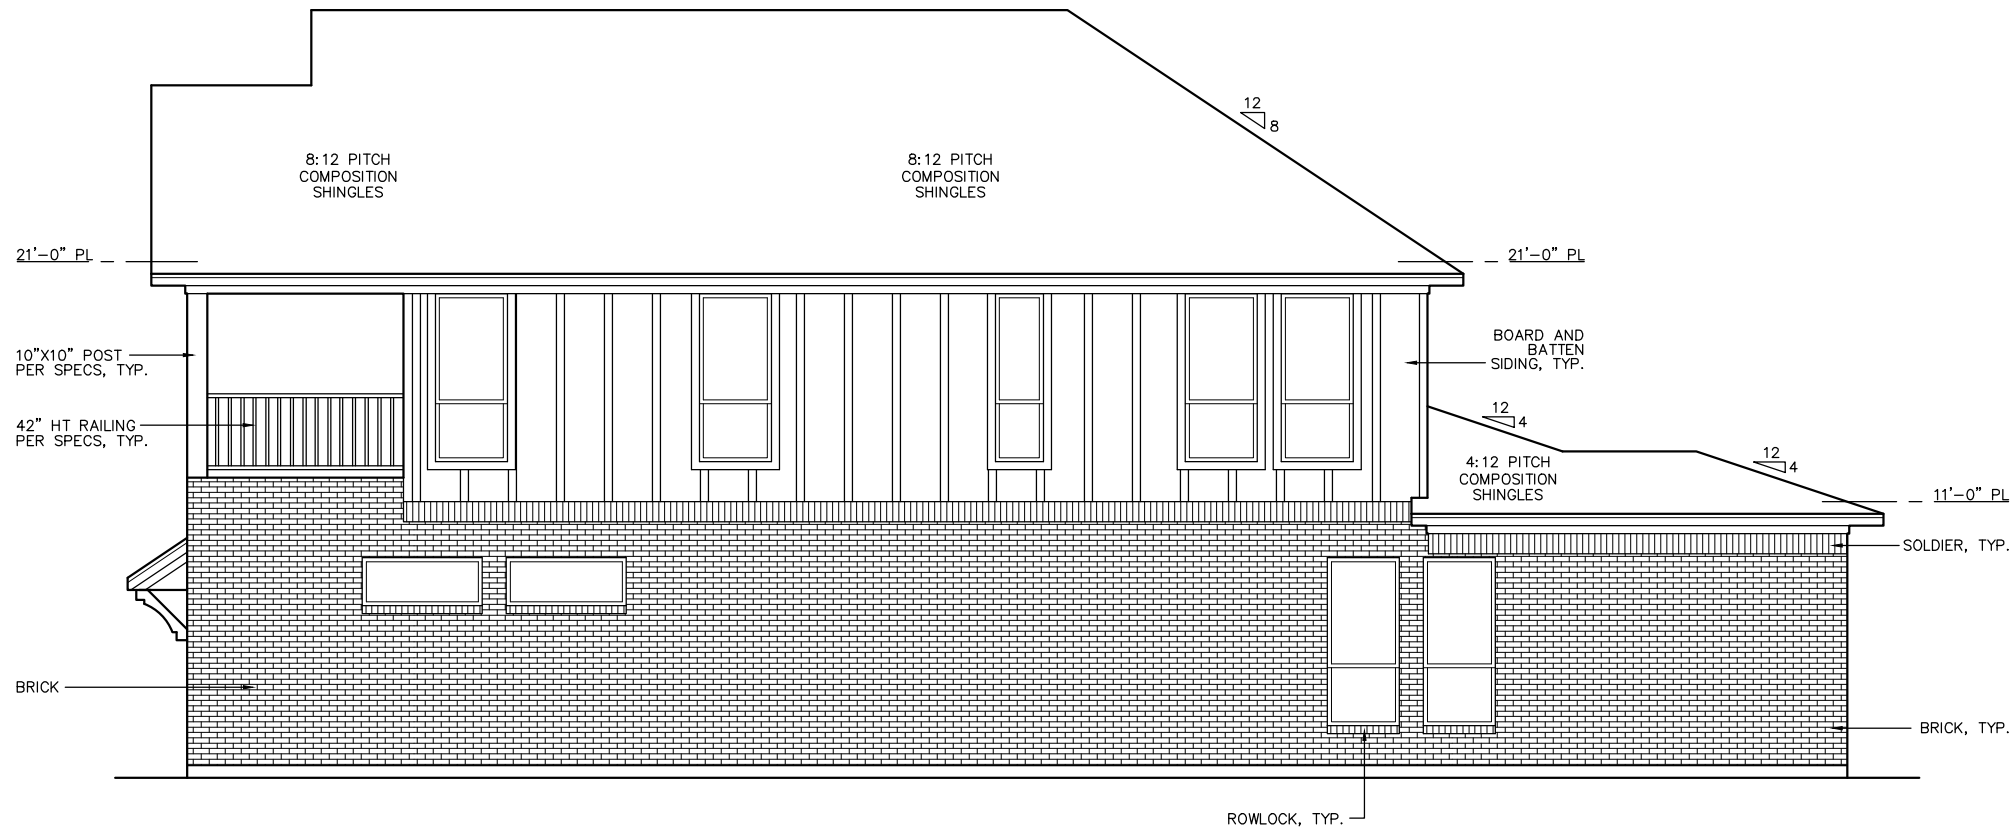 12
8
8:12 PITCH
COMPOSITION
SHINGLES
8:12 PITCH
COMPOSITION
SHINGLES
21'-0" PL
21'-0" PL
10"X10" POST
PER SPECS, TYP.
BOARD AND
BATTEN
SIDING, TYP.
42" HT RAILING
PER SPECS, TYP.
12
4
12
4
4:12 PITCH
COMPOSITION
SHINGLES
11'-0" PL
SOLDIER, TYP.
BRICK
BRICK, TYP.
ROWLOCK, TYP.